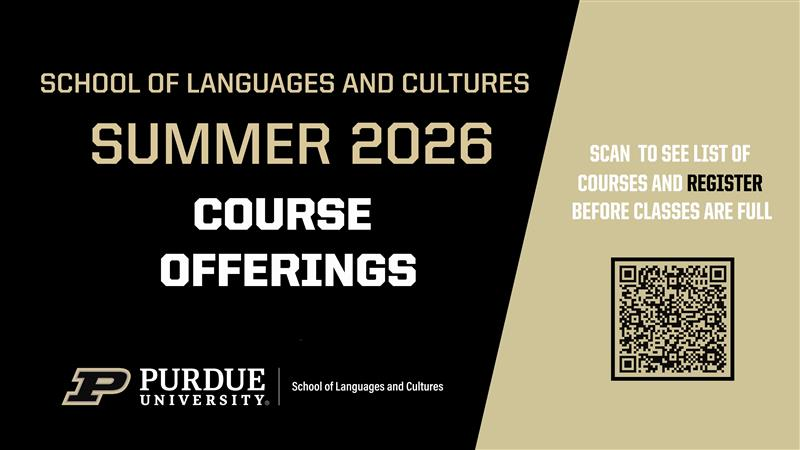 SCHOOL OF LANGUAGES AND CULTURES
SUMMER 2026
COURSE
OFFERINGS
PURDUE
UNIVERSITY®
School of Languages and Cultures
SCAN TO SEE LIST OF
COURSES AND REGISTER
BEFORE CLASSES ARE FULL